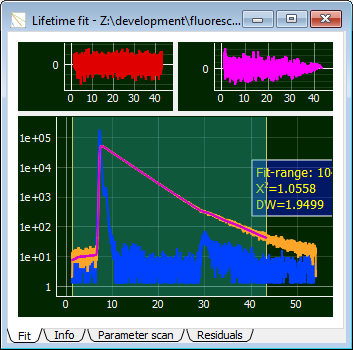 Lifetime fit - Z:\development\fluoresc...
0
0 10 20 30 40
0
0 10 20 30 40
1e+05
1e+04
1e+03
1e+02
1e+01
1
Fit-range: 10
X²=1.0558
DW=1.9499
0 10 20 30 40 50
Fit Info Parameter scan Residuals